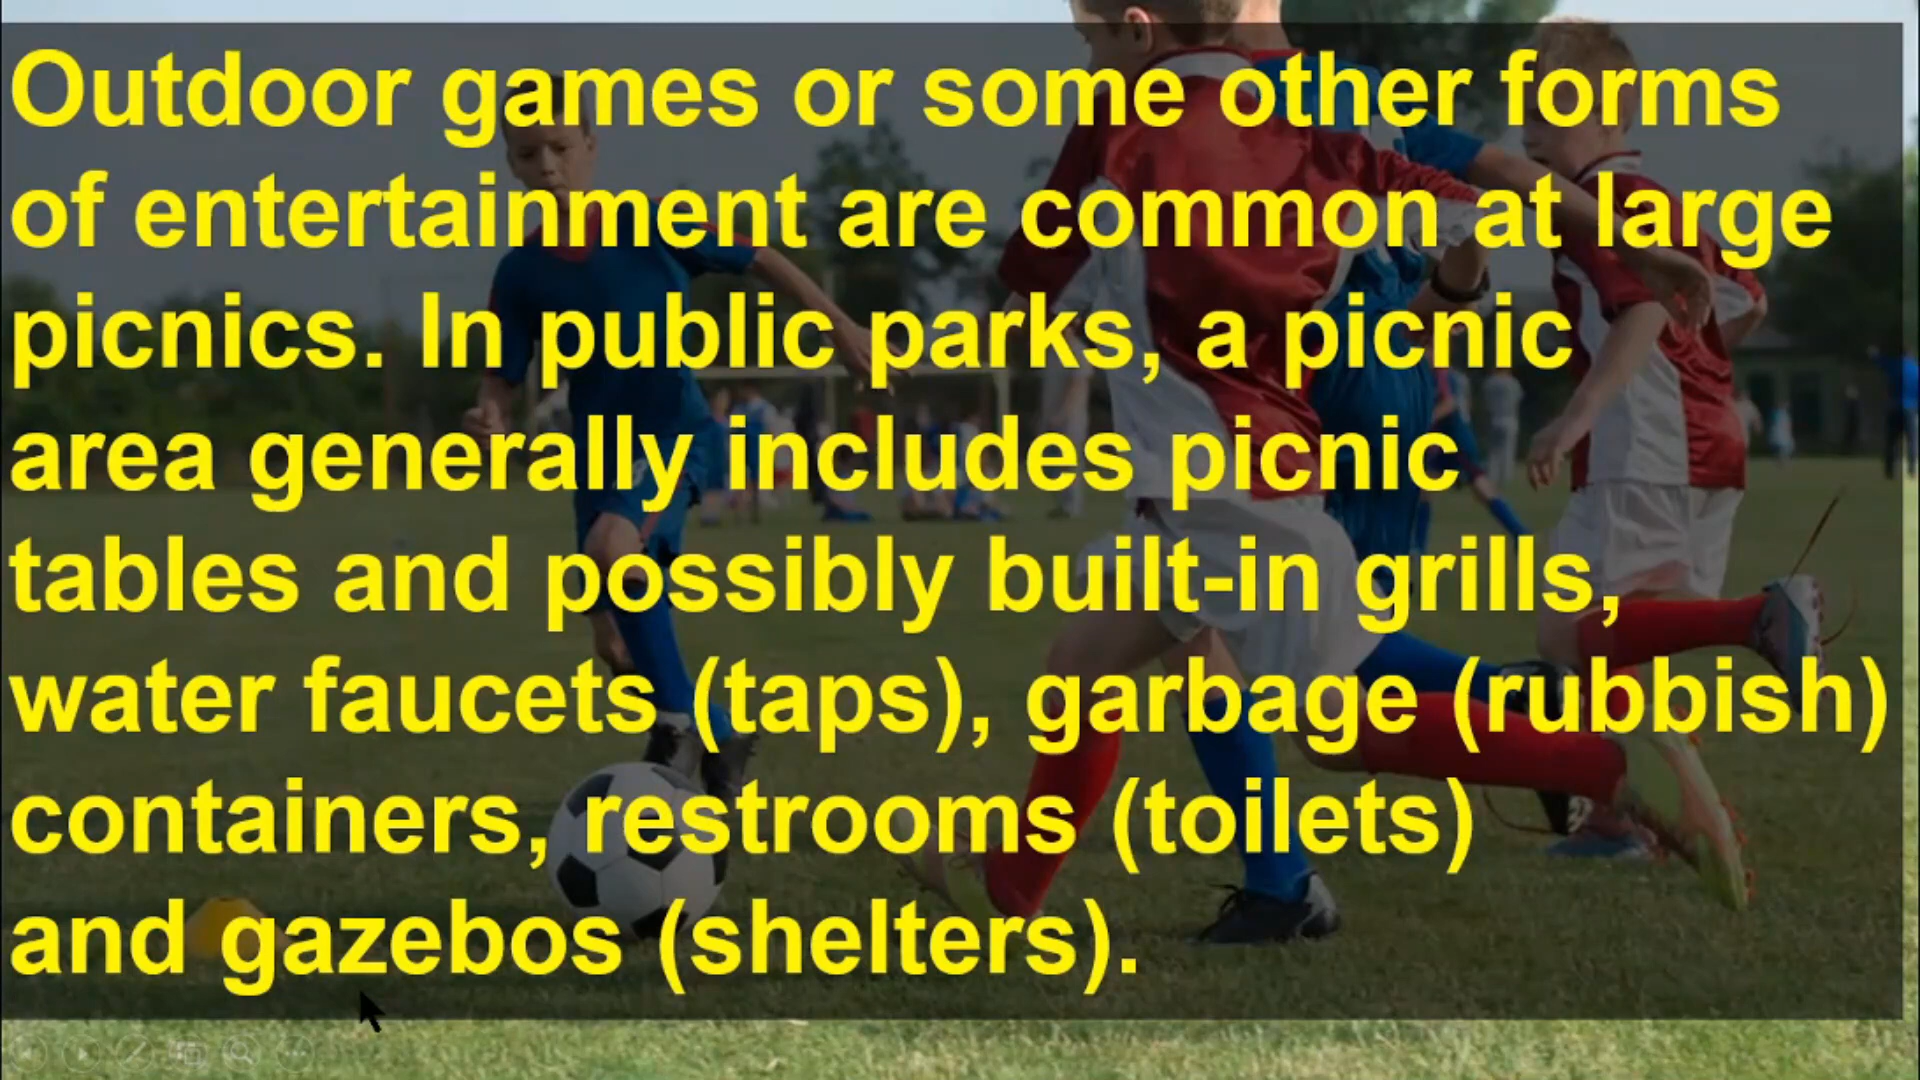 Outdoor games or some other forms
of entertainment are common at large
picnics. In public parks, a picnic
area generally includes picnic
tables and possibly built-in grills,
water faucets (taps), garbage (rubbish)
containers, restrooms (toilets)
and gazebos (shelters).